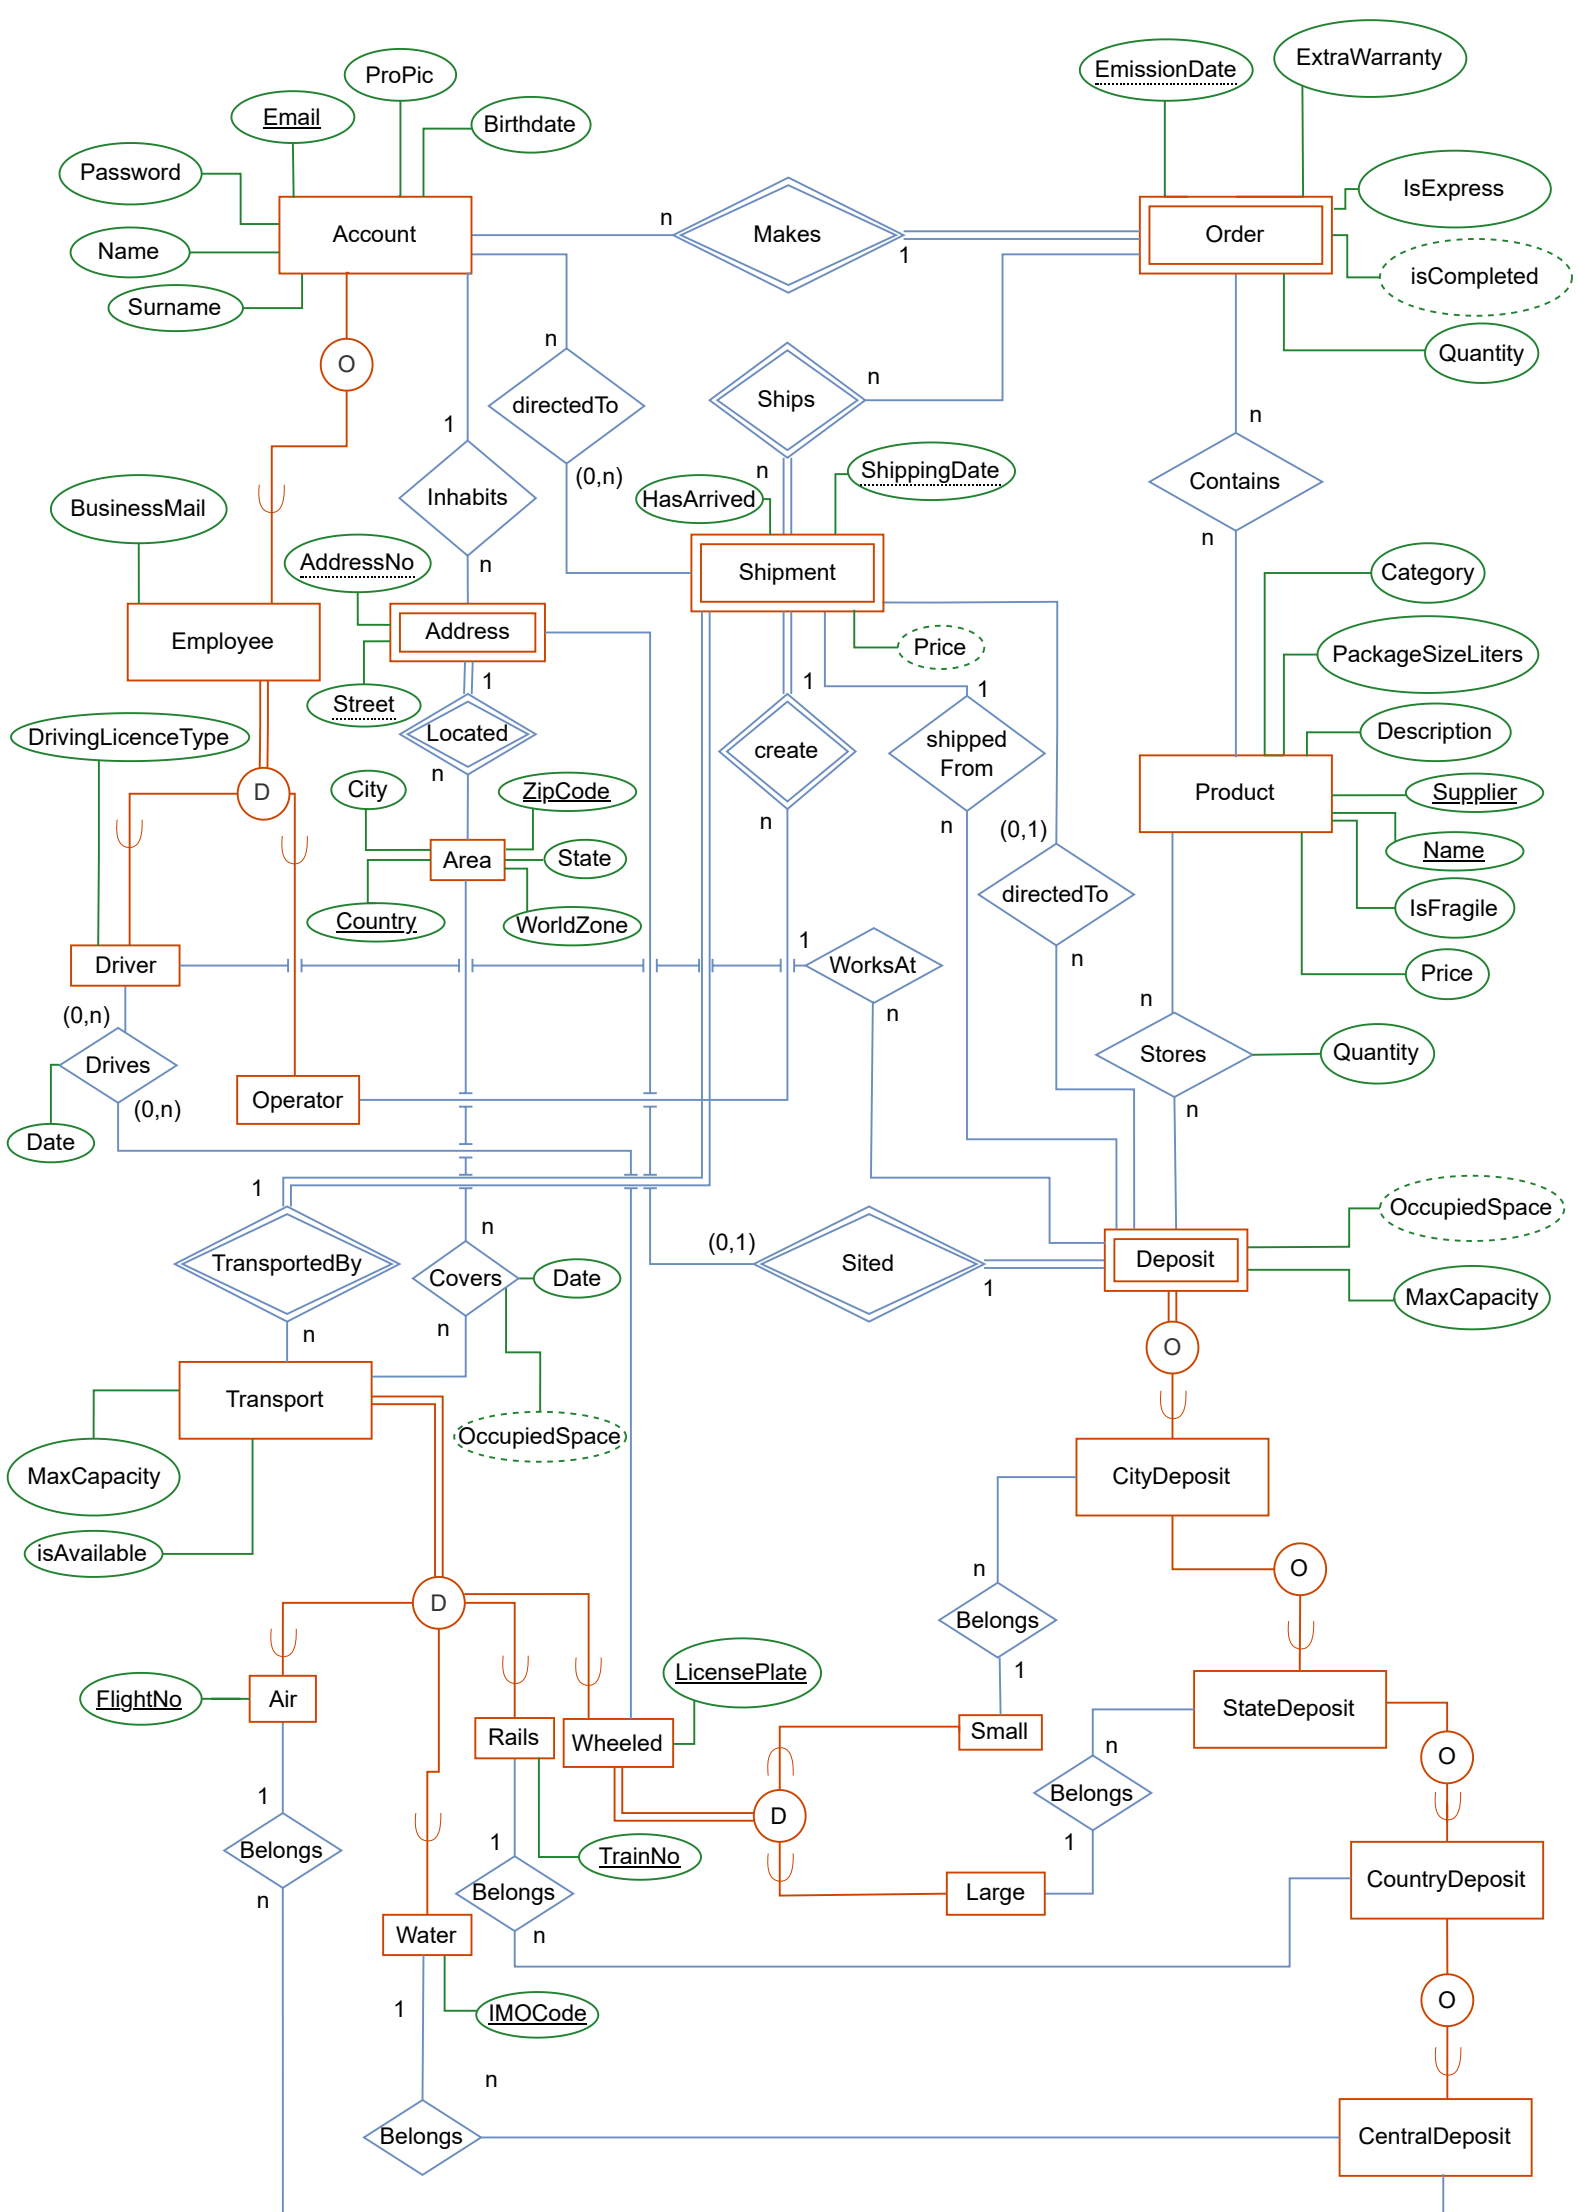 ProPic
EmissionDate
ExtraWarranty
Email
Birthdate
Password
IsExpress
Account
n
Makes
1
Order
Name
isCompleted
Surname
Quantity
O
n
directedTo
n
Ships
1
n
(0,n)
n
ShippingDate
HasArrived
Contains
n
Inhabits
BusinessMail
n
AddressNo
Shipment
Category
Employee
Address
Price
PackageSizeLiters
Street
1
1
1
DrivingLicenceType
Located
create
shipped
From
Description
n
City
ZipCode
D
n
n
(0,1)
Product
Supplier
Area
State
Name
Country
WorldZone
directedTo
IsFragile
Driver
1
WorksAt
n
Price
(0,n)
n
n
Drives
Stores
Quantity
Operator
(0,n)
n
Date
1
n
OccupiedSpace
TransportedBy
(0,1)
Sited
Deposit
Covers
Date
1
MaxCapacity
n
n
O
Transport
OccupiedSpace
MaxCapacity
CityDeposit
isAvailable
n
O
D
Belongs
LicensePlate
1
FlightNo
Air
StateDeposit
Rails
Wheeled
Small
n
O
1
Belongs
D
1
1
Belongs
TrainNo
CountryDeposit
n
Belongs
Large
n
Water
1
IMOCode
O
n
Belongs
CentralDeposit